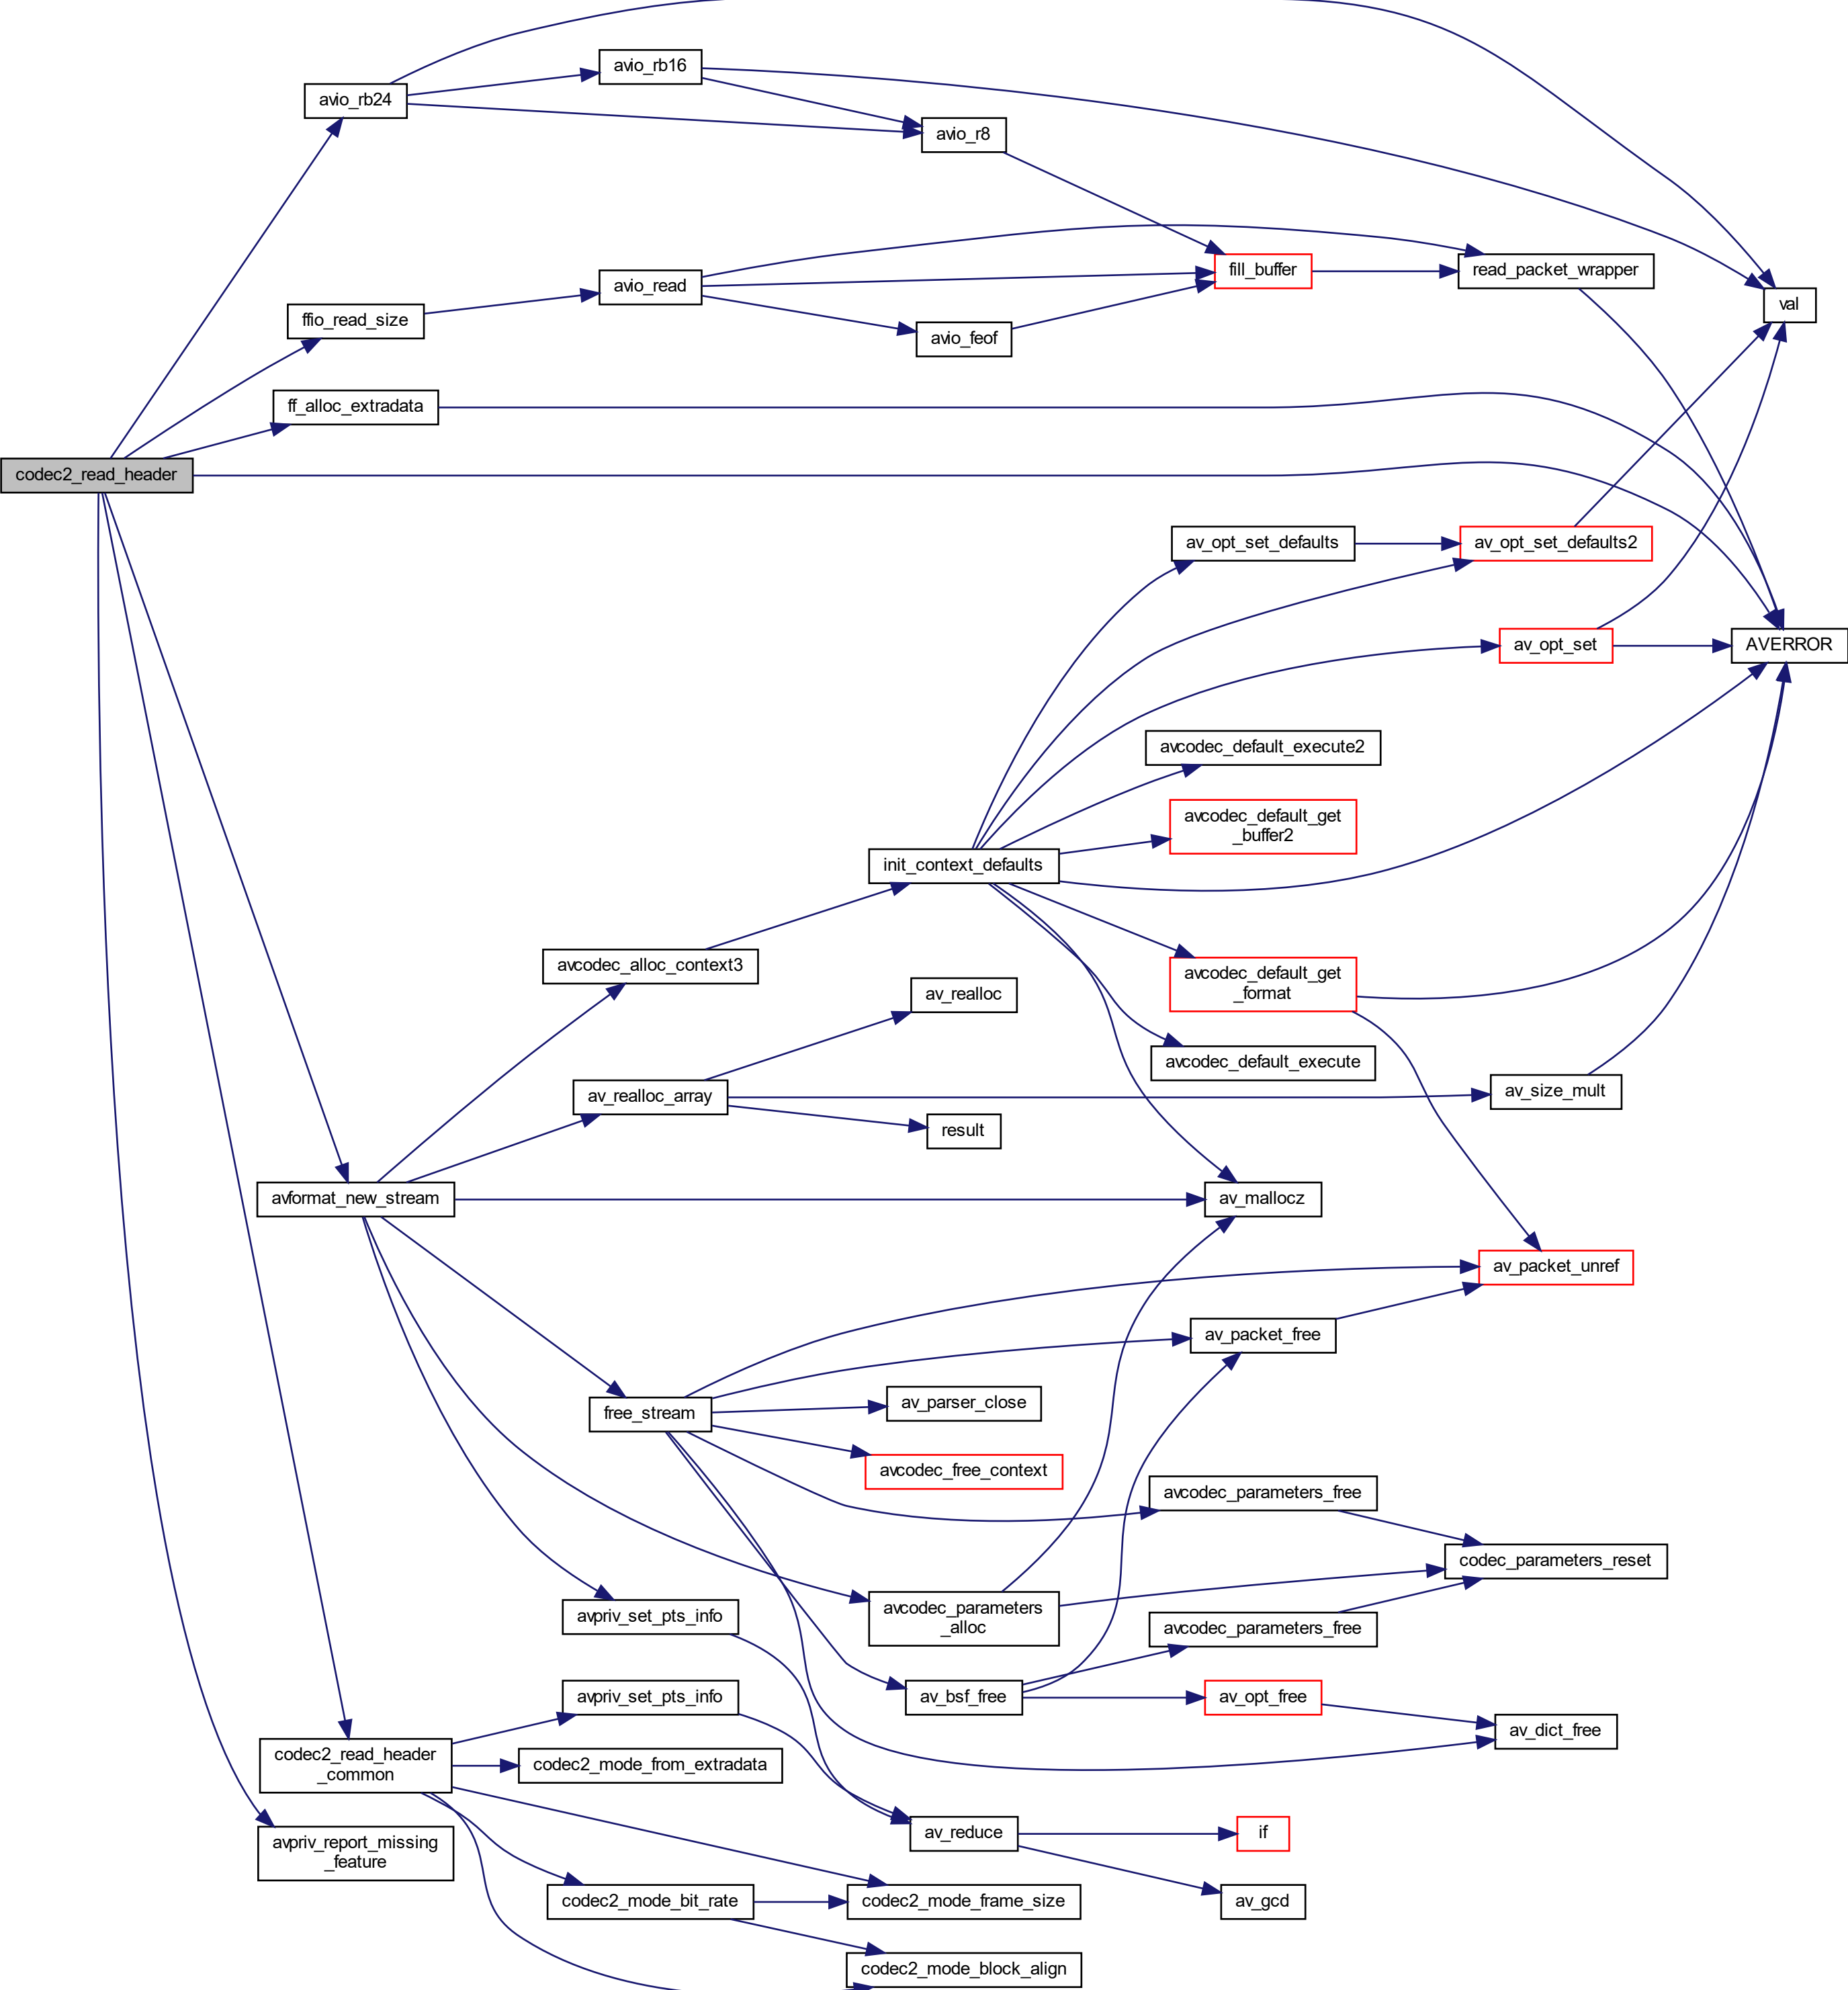 avio_rb16
avio_rb24
avio_r8
fill_buffer
read_packet_wrapper
avio_read
val
ffio_read_size
avio_feof
ff_alloc_extradata
codec2_read_header
av_opt_set_defaults
av_opt_set_defaults2
av_opt_set
AVERROR
avcodec_default_execute2
avcodec_default_get
_buffer2
init_context_defaults
avcodec_alloc_context3
avcodec_default_get
_format
av_realloc
avcodec_default_execute
av_realloc_array
av_size_mult
result
avformat_new_stream
av_mallocz
av_packet_unref
av_packet_free
av_parser_close
free_stream
avcodec_free_context
avcodec_parameters_free
codec_parameters_reset
avpriv_set_pts_info
avcodec_parameters
_alloc
avcodec_parameters_free
av_bsf_free
av_opt_free
avpriv_set_pts_info
av_dict_free
codec2_read_header
_common
codec2_mode_from_extradata
avpriv_report_missing
_feature
av_reduce
if
codec2_mode_bit_rate
codec2_mode_frame_size
av_gcd
codec2_mode_block_align